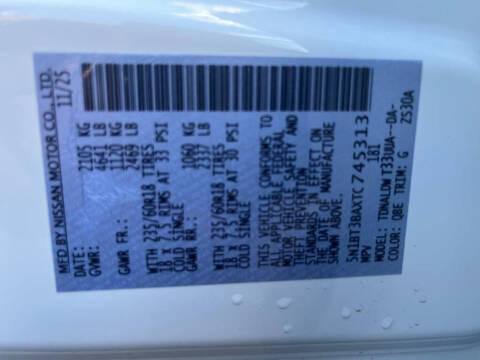 MFD BY NISSAN MOTOR CO., LTD.
DATE: 11/25
GVWR: 2105 KG
4641 LB
GAWR FR.: 1120 KG
2469 LB
WITH 235/60R18 TIRES
18 X 7.5 RIMS AT 33 PSI
COLD SINGLE
GAWR RR.: 1060 KG
2337 LB
WITH 235/60R18 TIRES
18 X 7.5 RIMS AT 30 PSI
COLD SINGLE
THIS VEHICLE CONFORMS TO
ALL APPLICABLE FEDERAL
MOTOR VEHICLE SAFETY AND
THEFT PREVENTION
STANDARDS IN EFFECT ON
THE DATE OF MANUFACTURE
SHOWN ABOVE.
5N1BT3BAXTC745313
MPV 181
MODEL: TDNALDW T33UUA--DA-
COLOR: QBE TRIM: G ZS30A